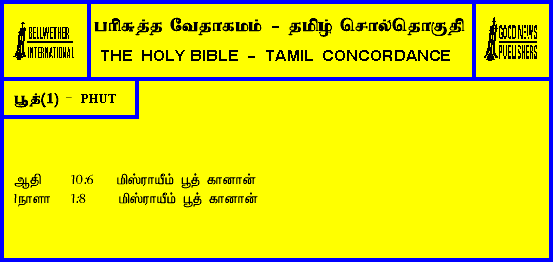 BELLWETHER
INTERNATIONAL
பரிசுத்த வேதாகமம் - தமிழ் சொல்தொகுதி
THE HOLY BIBLE - TAMIL CONCORDANCE
GOOD NEWS
PUBLISHERS
பூத்(1) - PHUT
ஆதி 10:6 மிஸ்ராயீம் பூத் கானான்
1நாளா 1:8 மிஸ்ராயீம் பூத் கானான்